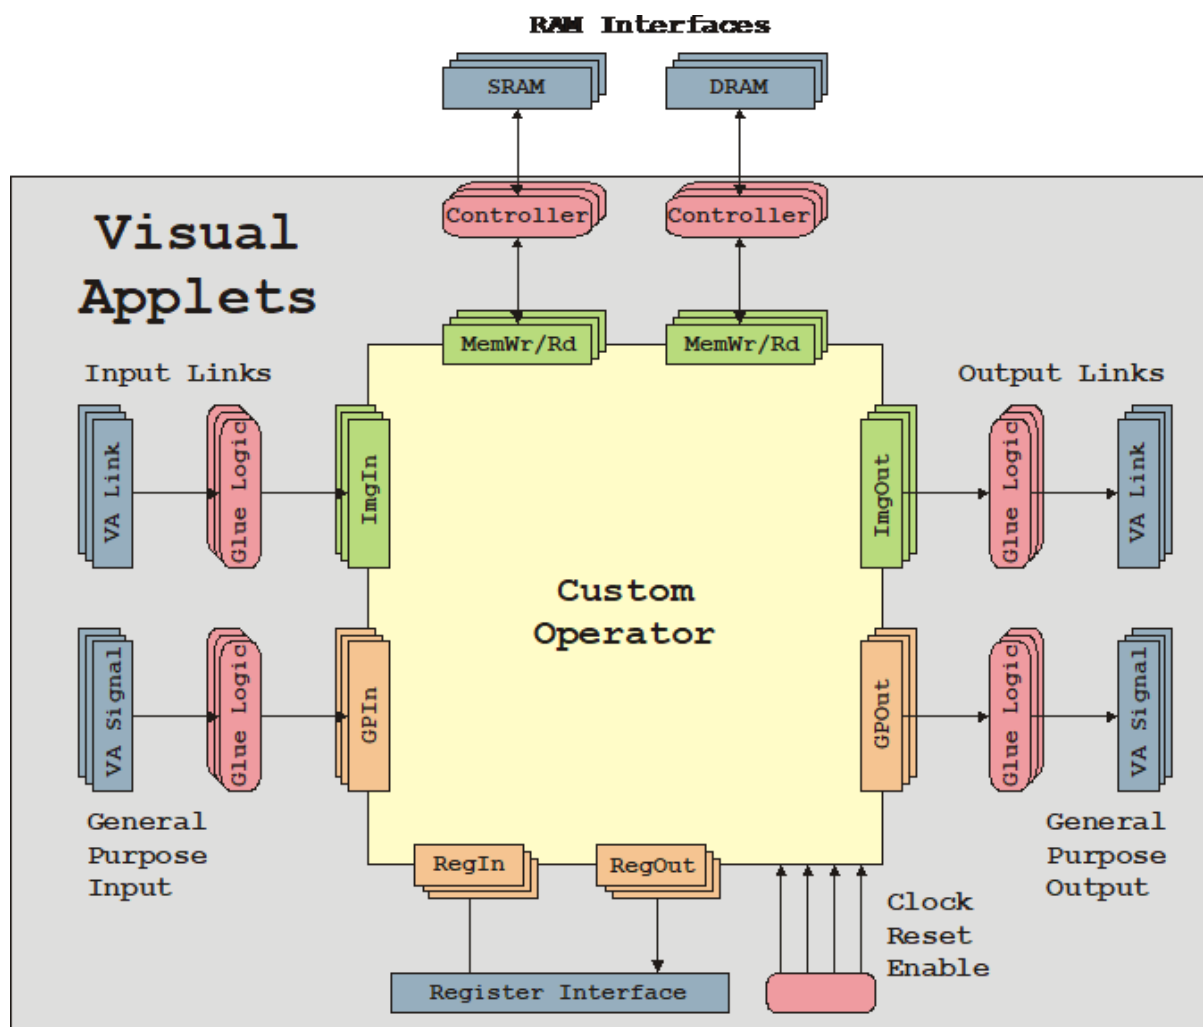 RAM Interfaces
SRAM
DRAM
Controller
Controller
Visual
Applets
MemWr/Rd
MemWr/Rd
Input Links
Output Links
VA Link
Glue Logic
ImgIn
ImgOut
Glue Logic
VA Link
Custom
Operator
VA Signal
Glue Logic
GPIn
GPOut
Glue Logic
VA Signal
General
Purpose
Input
General
Purpose
Output
RegIn
RegOut
Clock
Reset
Enable
Register Interface